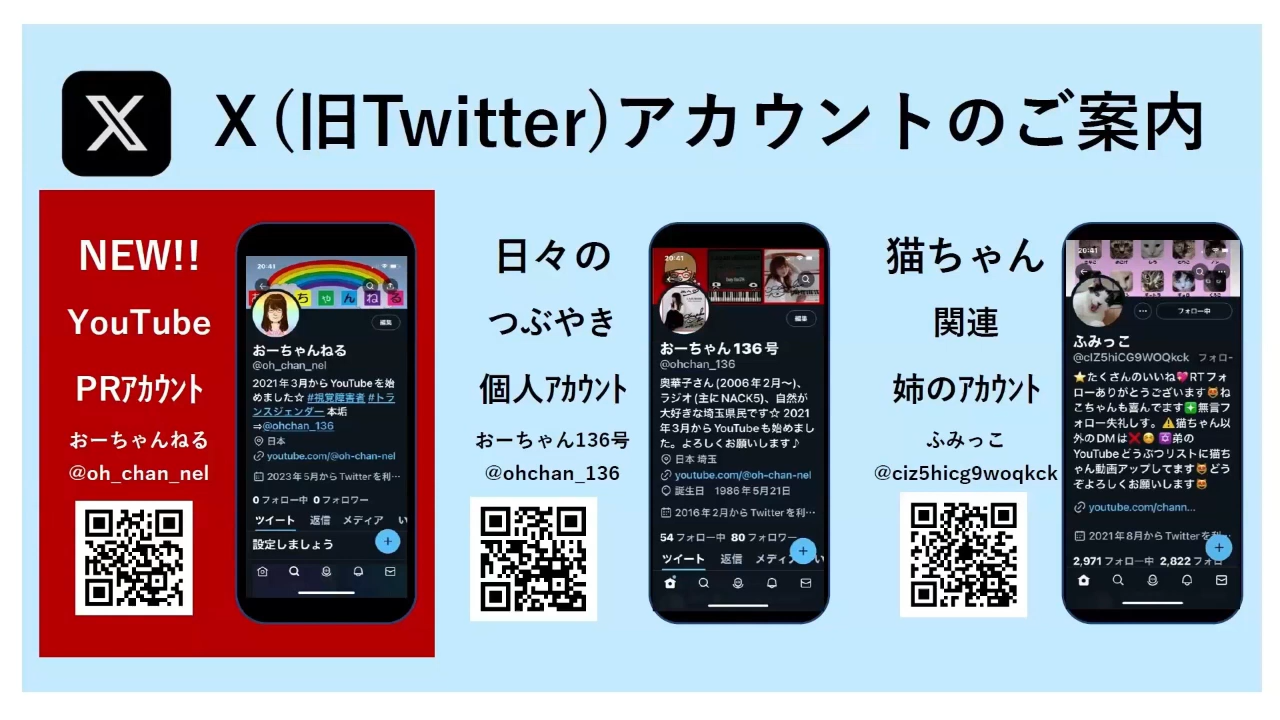 X (旧Twitter)アカウントのご案内
NEW!!
YouTube
PRｱｶｳﾝﾄ
おーちゃんねる
@oh_chan_nel
20:41
ち ゃ ん ね る
編集
おーちゃんねる
@oh_chan_nel
2021年3月からYouTubeを始
めました☆ #視覚障害者 #トラ
ンスジェンダー 本垢
⇒@ohchan_136
日本
youtube.com/@oh-chan-nel
2023年5月からTwitterを利…
0 フォロー中 0 フォロワー
ツイート 返信 メディア い
設定しましょう
日々の
つぶやき
個人ｱｶｳﾝﾄ
おーちゃん136号
@ohchan_136
20:41
編集
おーちゃん136号
@ohchan_136
奥華子さん (2006年2月〜)、
ラジオ (主にNACK5)、自然が
大好きな埼玉県民です☆ 2021
年3月からYouTubeも始めまし
た。よろしくお願いします♪
日本 埼玉
youtube.com/@oh-chan-nel
誕生日 1986年5月21日
2016年2月からTwitterを利…
54 フォロー中 80 フォロワー
ツイート 返信 メディ い
猫ちゃん
関連
姉のｱｶｳﾝﾄ
ふみっこ
@ciz5hicg9woqkck
20:41
フォロー中
ふみっこ
@cIZ5hiCG9WOQkck フォロ-
⭐たくさんのいいね💖RTフォ
ローありがとうございます😸ね
こちゃんも喜んでます➕無言フ
ォロー失礼しす。⚠️猫ちゃん以
外のDMは❌😊🔯弟の
YouTubeどうぶつリストに猫ち
ゃん動画アップしてます😸どう
ぞよろしくお願いします😸
youtube.com/chann...
2021年8月からTwitterを利…
2,971 フォロー中 2,822 フォロ